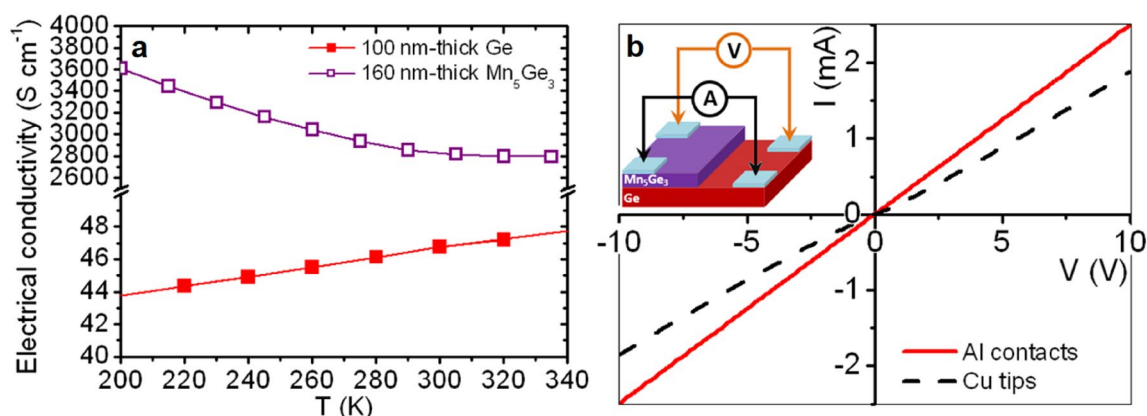 a
100 nm-thick Ge
160 nm-thick Mn5Ge3
Electrical conductivity (S cm⁻¹)
4000
3800
3600
3400
3200
3000
2800
2600
48
46
44
42
40
200 220 240 260 280 300 320 340
T (K)
b
V
A
Mn5Ge3
Ge
I (mA)
2
1
0
-1
-2
-10 -5 0 5 10
V (V)
Al contacts
Cu tips